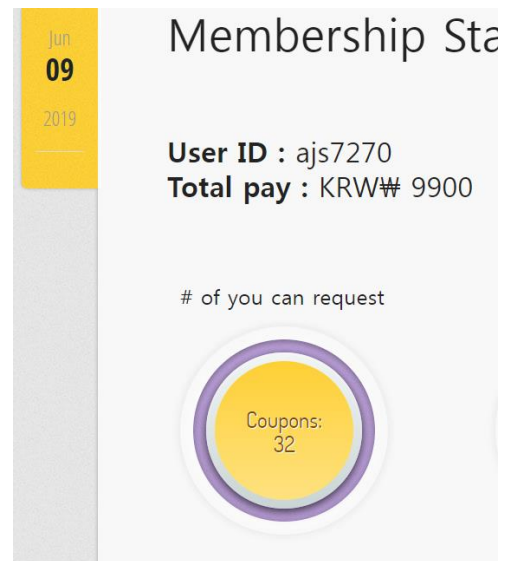 Jun
09
2019
Membership Sta
User ID : ajs7270
Total pay : KRW₩ 9900
# of you can request
Coupons:
32